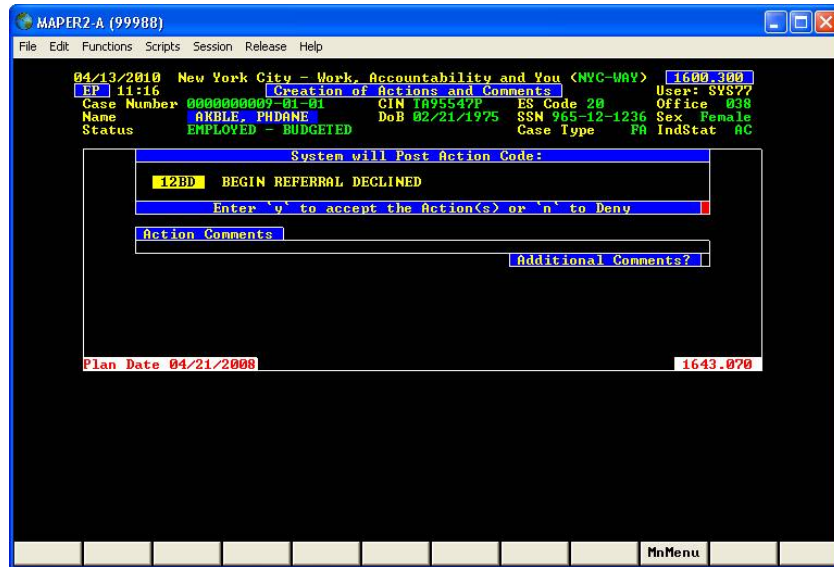 MAPER2-A (99988)
File Edit Functions Scripts Session Release Help
04/13/2010 New York City - Work, Accountability and You (NYC-WAY) 1600.300
EP 11:16 Creation of Actions and Comments User: SYS77
Case Number 0000000009-01-01 CIN TA95547P ES Code 20 Office 038
Name AKBLE, PHDANE DoB 02/21/1975 SSN 965-12-1236 Sex Female
Status EMPLOYED - BUDGETED Case Type FA IndStat AC
System will Post Action Code:
12BD BEGIN REFERRAL DECLINED
Enter `y` to accept the Action(s) or `n` to Deny
Action Comments
Additional Comments?
Plan Date 04/21/2008 1643.070
MnMenu